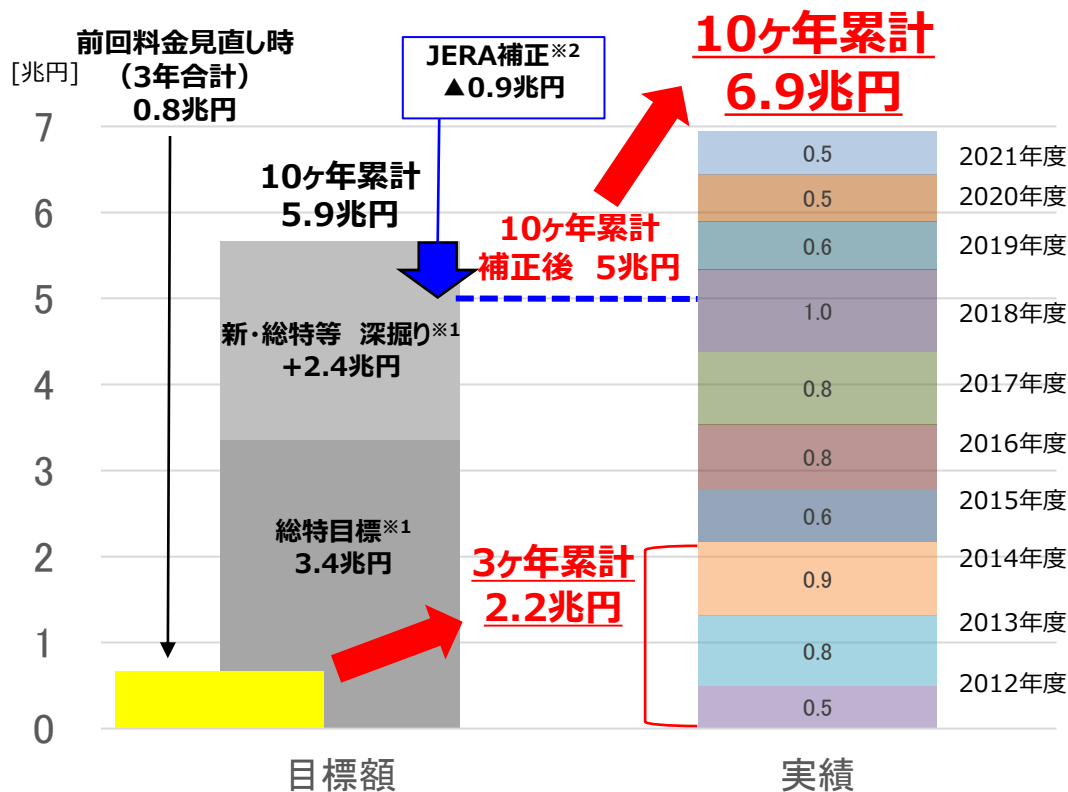 前回料金見直し時
（3年合計）
0.8兆円
[兆円]
JERA補正※2
▲0.9兆円
10ヶ年累計
6.9兆円
10ヶ年累計
5.9兆円
10ヶ年累計
補正後 5兆円
新・総特等 深掘り※1
+2.4兆円
総特目標※1
3.4兆円
3ヶ年累計
2.2兆円
7
6
5
4
3
2
1
0
0.5
0.5
0.6
1.0
0.8
0.8
0.6
0.9
0.8
0.5
2021年度
2020年度
2019年度
2018年度
2017年度
2016年度
2015年度
2014年度
2013年度
2012年度
目標額
実績